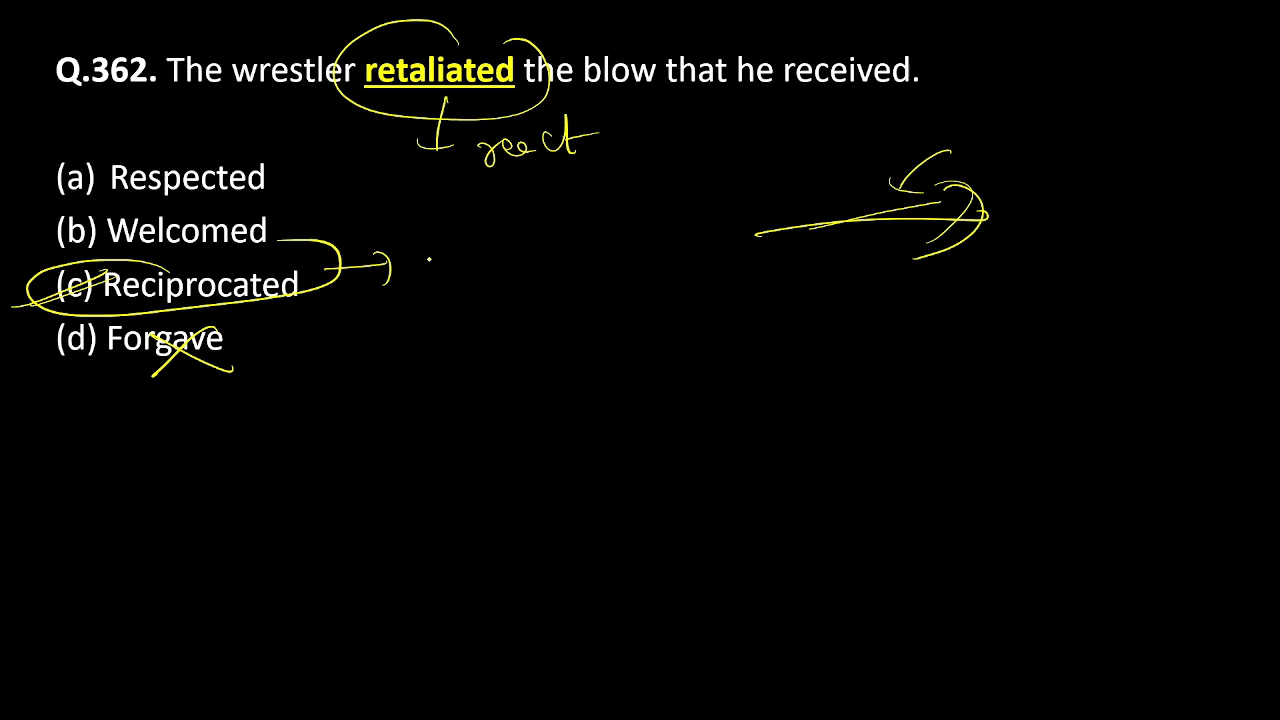 Q.362. The wrestler retaliated the blow that he received.
react
(a) Respected
(b) Welcomed
(c) Reciprocated
(d) Forgave